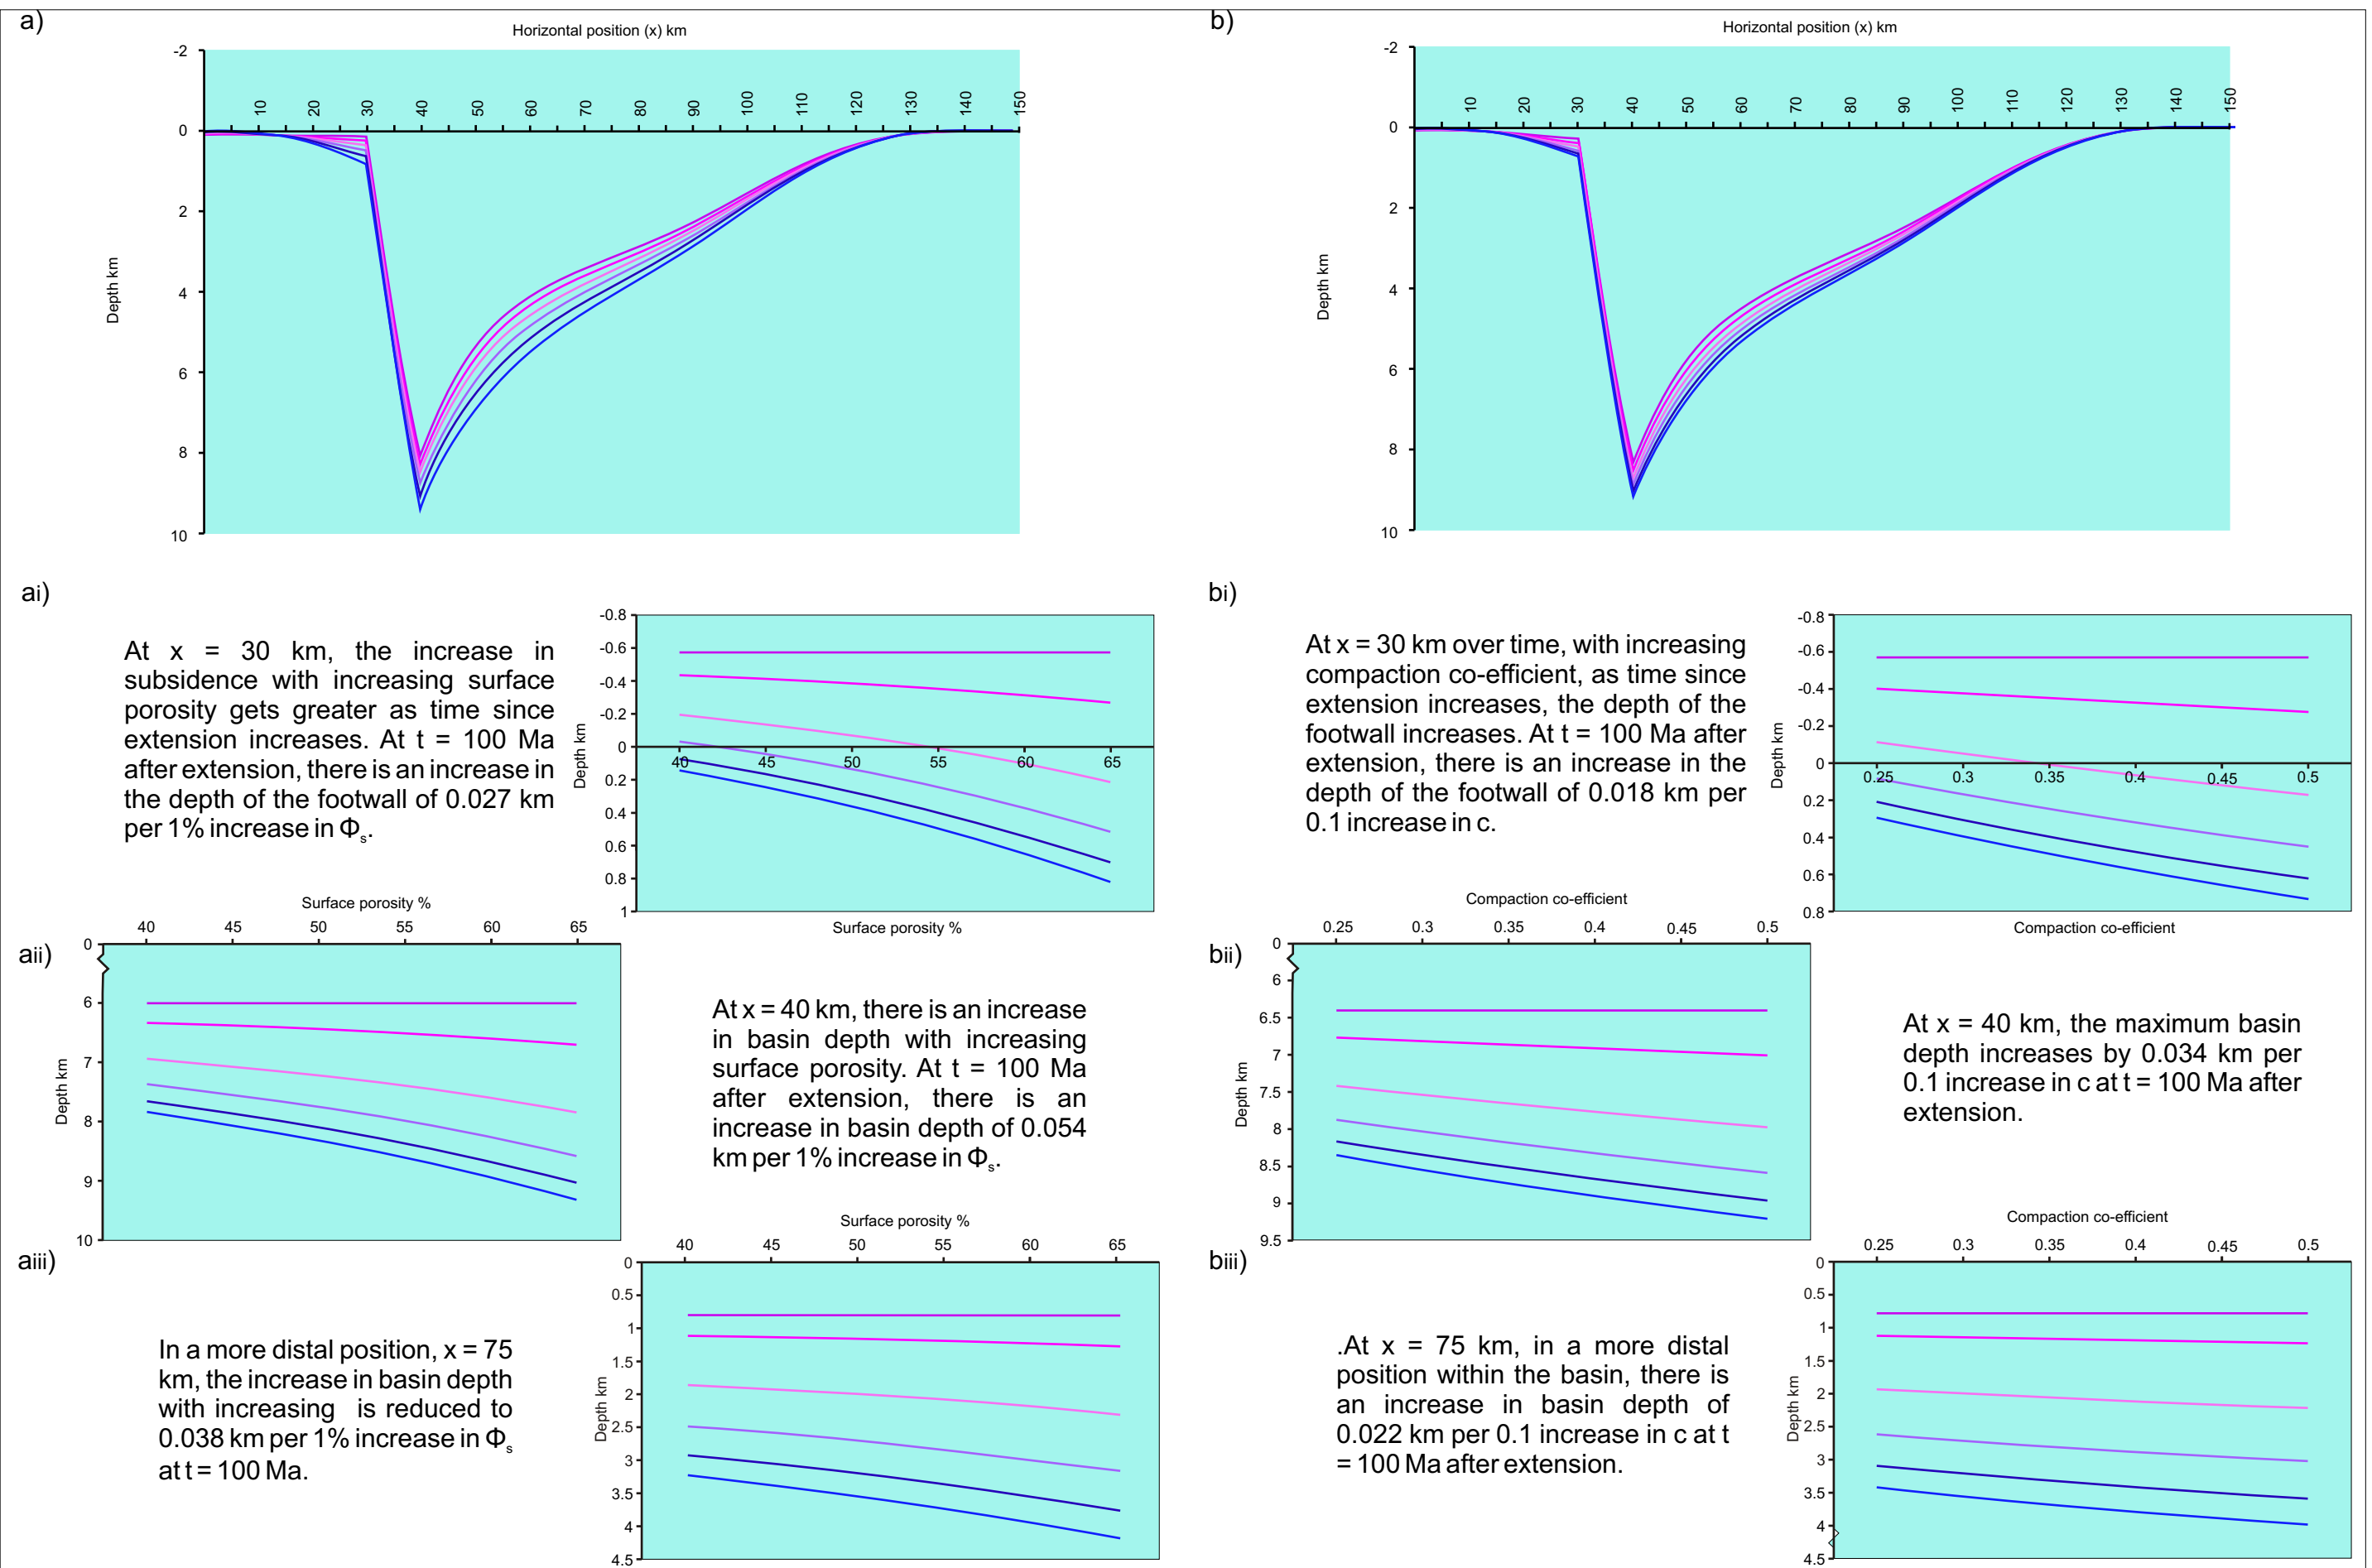 a)
Horizontal position (x) km
-2
10 20 30 40 50 60 70 80 90 100 110 120 130 140 150
0
2
4
6
8
10
Depth km
b)
Horizontal position (x) km
-2
10 20 30 40 50 60 70 80 90 100 110 120 130 140 150
0
2
4
6
8
10
Depth km
ai)
At x = 30 km, the increase in
subsidence with increasing surface
porosity gets greater as time since
extension increases. At t = 100 Ma
after extension, there is an increase in
the depth of the footwall of 0.027 km
per 1% increase in Φs.
-0.8
-0.6
-0.4
-0.2
0
40 45 50 55 60 65
0.2
0.4
0.6
0.8
1
Depth km
Surface porosity %
bi)
At x = 30 km over time, with increasing
compaction co-efficient, as time since
extension increases, the depth of the
footwall increases. At t = 100 Ma after
extension, there is an increase in the
depth of the footwall of 0.018 km per
0.1 increase in c.
-0.8
-0.6
-0.4
-0.2
0
0.25 0.3 0.35 0.4 0.45 0.5
0.2
0.4
0.6
0.8
Depth km
Compaction co-efficient
aii)
Surface porosity %
40 45 50 55 60 65
0
6
7
8
9
10
Depth km
At x = 40 km, there is an increase
in basin depth with increasing
surface porosity. At t = 100 Ma
after extension, there is an
increase in basin depth of 0.054
km per 1% increase in Φs.
bii)
Compaction co-efficient
0.25 0.3 0.35 0.4 0.45 0.5
0
6
6.5
7
7.5
8
8.5
9
9.5
Depth km
At x = 40 km, the maximum basin
depth increases by 0.034 km per
0.1 increase in c at t = 100 Ma after
extension.
aiii)
In a more distal position, x = 75
km, the increase in basin depth
with increasing is reduced to
0.038 km per 1% increase in Φs
at t = 100 Ma.
Surface porosity %
40 45 50 55 60 65
0
0.5
1
1.5
2
2.5
3
3.5
4
4.5
Depth km
biii)
.At x = 75 km, in a more distal
position within the basin, there is
an increase in basin depth of
0.022 km per 0.1 increase in c at t
= 100 Ma after extension.
Compaction co-efficient
0.25 0.3 0.35 0.4 0.45 0.5
0
0.5
1
1.5
2
2.5
3
3.5
4
4.5
Depth km